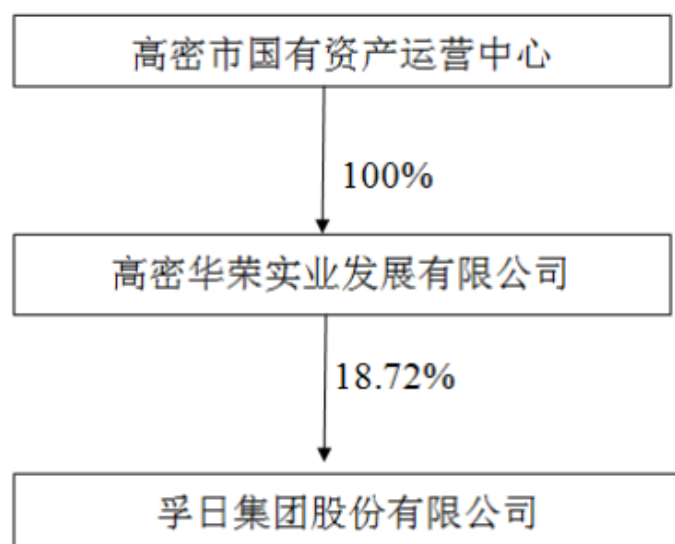 高密市国有资产运营中心
100%
高密华荣实业发展有限公司
18.72%
孚日集团股份有限公司